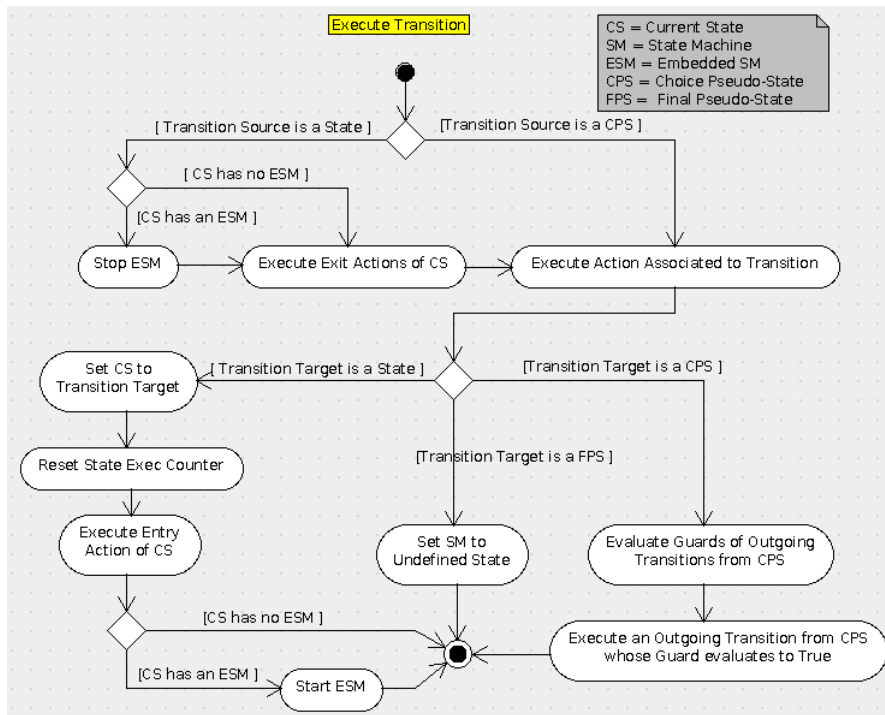 Execute Transition
CS = Current State
SM = State Machine
ESM = Embedded SM
CPS = Choice Pseudo-State
FPS =  Final Pseudo-State
[ Transition Source is a State ]
[Transition Source is a CPS ]
[ CS has no ESM ]
[CS has an ESM ]
Stop ESM
Execute Exit Actions of CS
Execute Action Associated to Transition
Set CS to
Transition Target
[ Transition Target is a State ]
[Transition Target is a CPS ]
Reset State Exec Counter
[Transition Target is a FPS ]
Execute Entry
Action of CS
Set SM to
Undefined State
Evaluate Guards of Outgoing
Transitions from CPS
[CS has no ESM ]
[CS has an ESM ]
Start ESM
Execute an Outgoing Transition from CPS
whose Guard evaluates to True